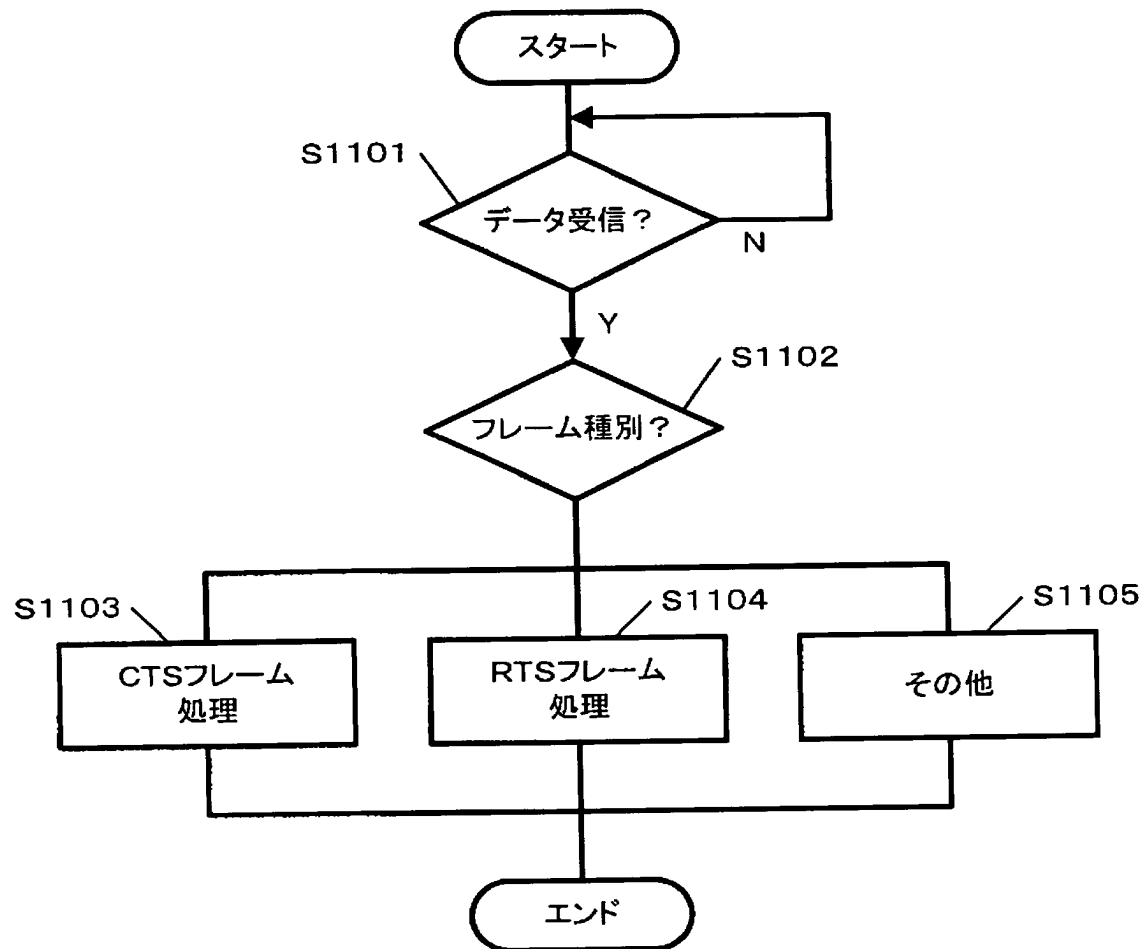 スタート
S1101
データ受信？
N
Y
S1102
フレーム種別？
S1103
S1104
S1105
CTSフレーム
処理
RTSフレーム
処理
その他
エンド